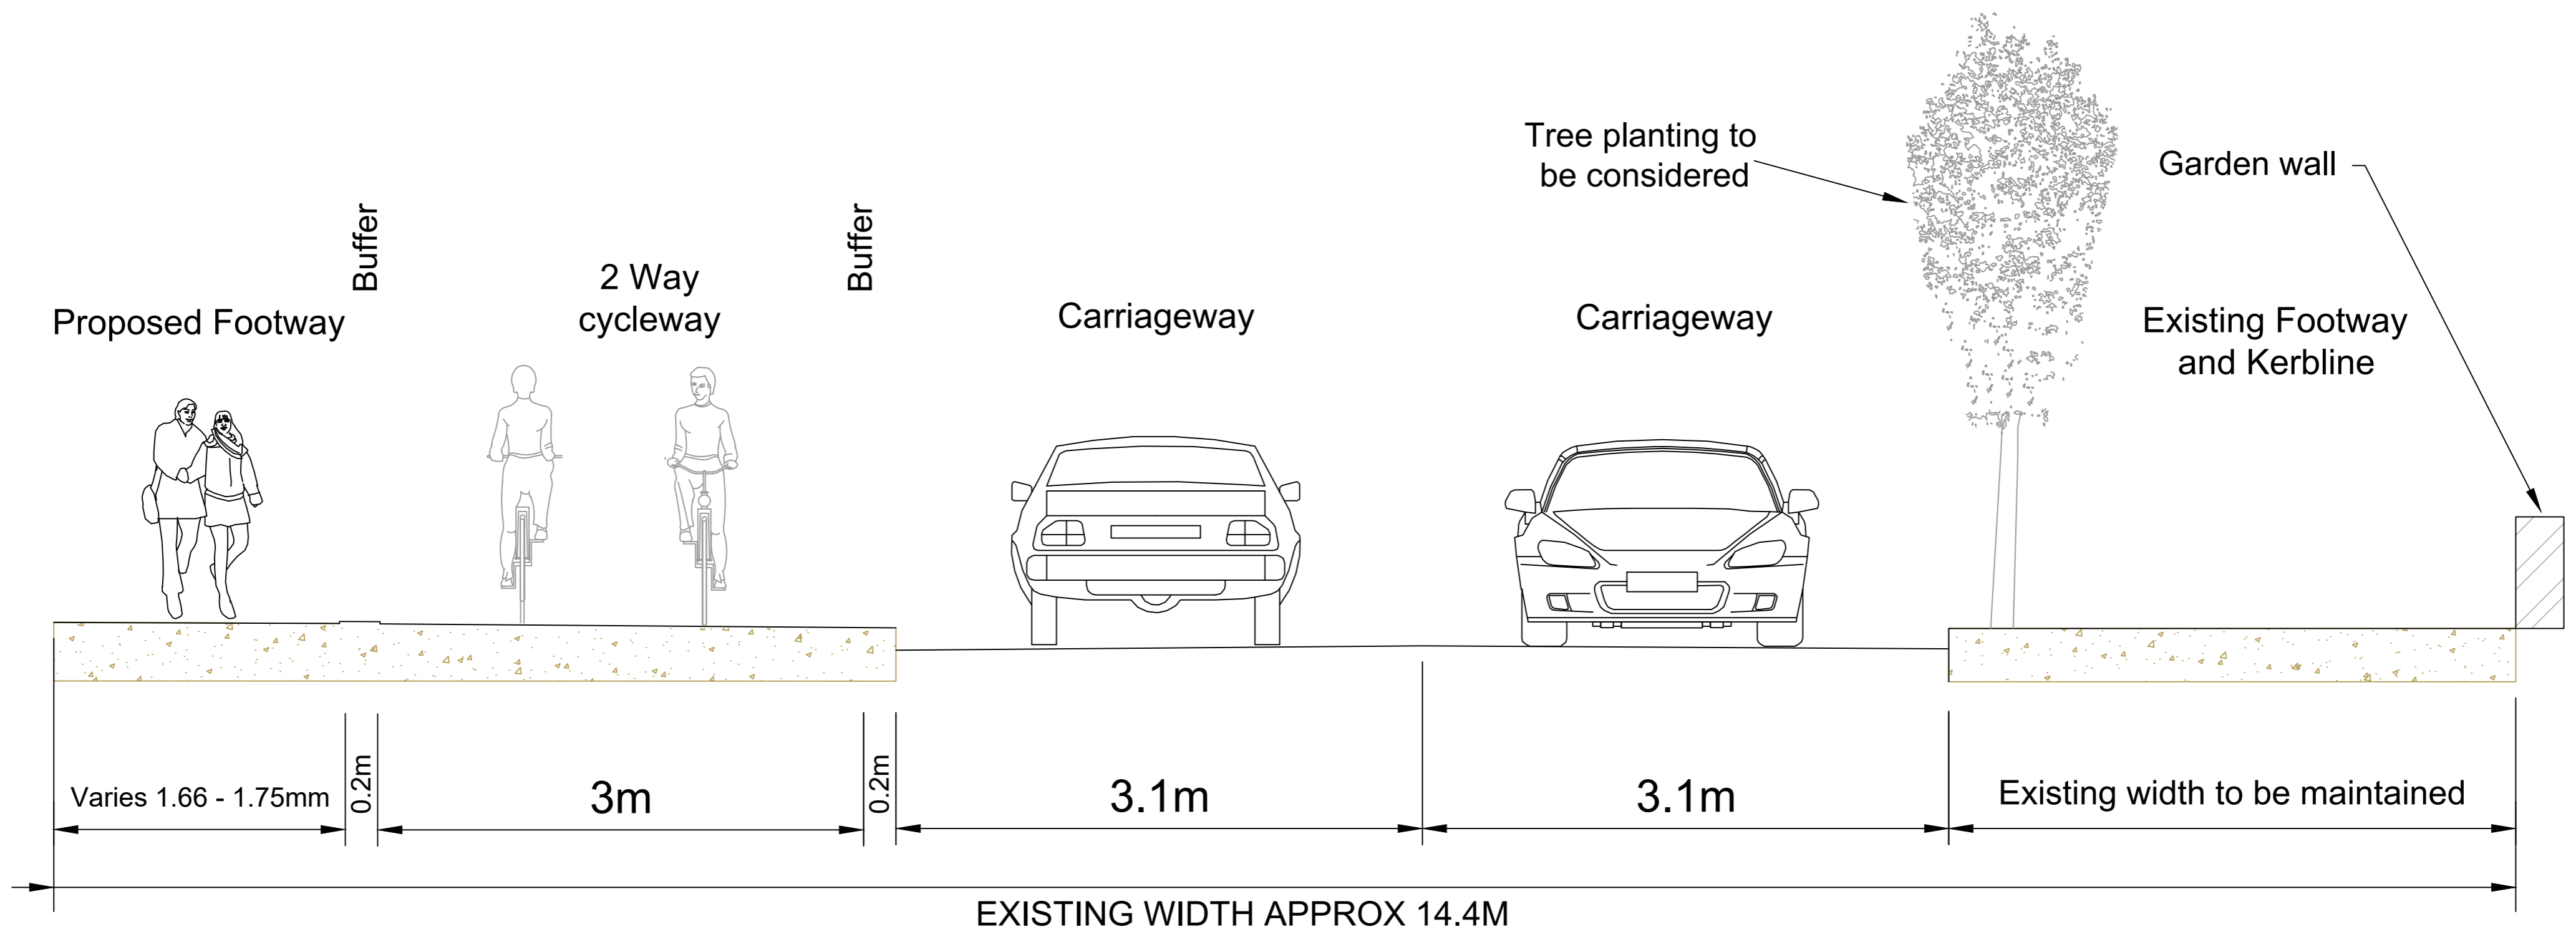 Tree planting to
be considered
Garden wall
Buffer
Buffer
2 Way
cycleway
Proposed Footway
Carriageway
Carriageway
Existing Footway
and Kerbline
Varies 1.66 - 1.75mm
0.2m
3m
0.2m
3.1m
3.1m
Existing width to be maintained
EXISTING WIDTH APPROX 14.4M